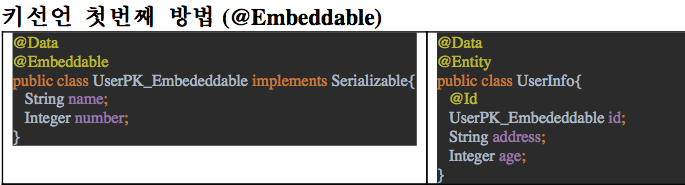 키선언 첫번째 방법 (@Embeddable)
@Data
@Embeddable
public class UserPK_Embededdable implements Serializable{
String name;
Integer number;
}
@Data
@Entity
public class UserInfo{
@Id
UserPK_Embededdable id;
String address;
Integer age;
}